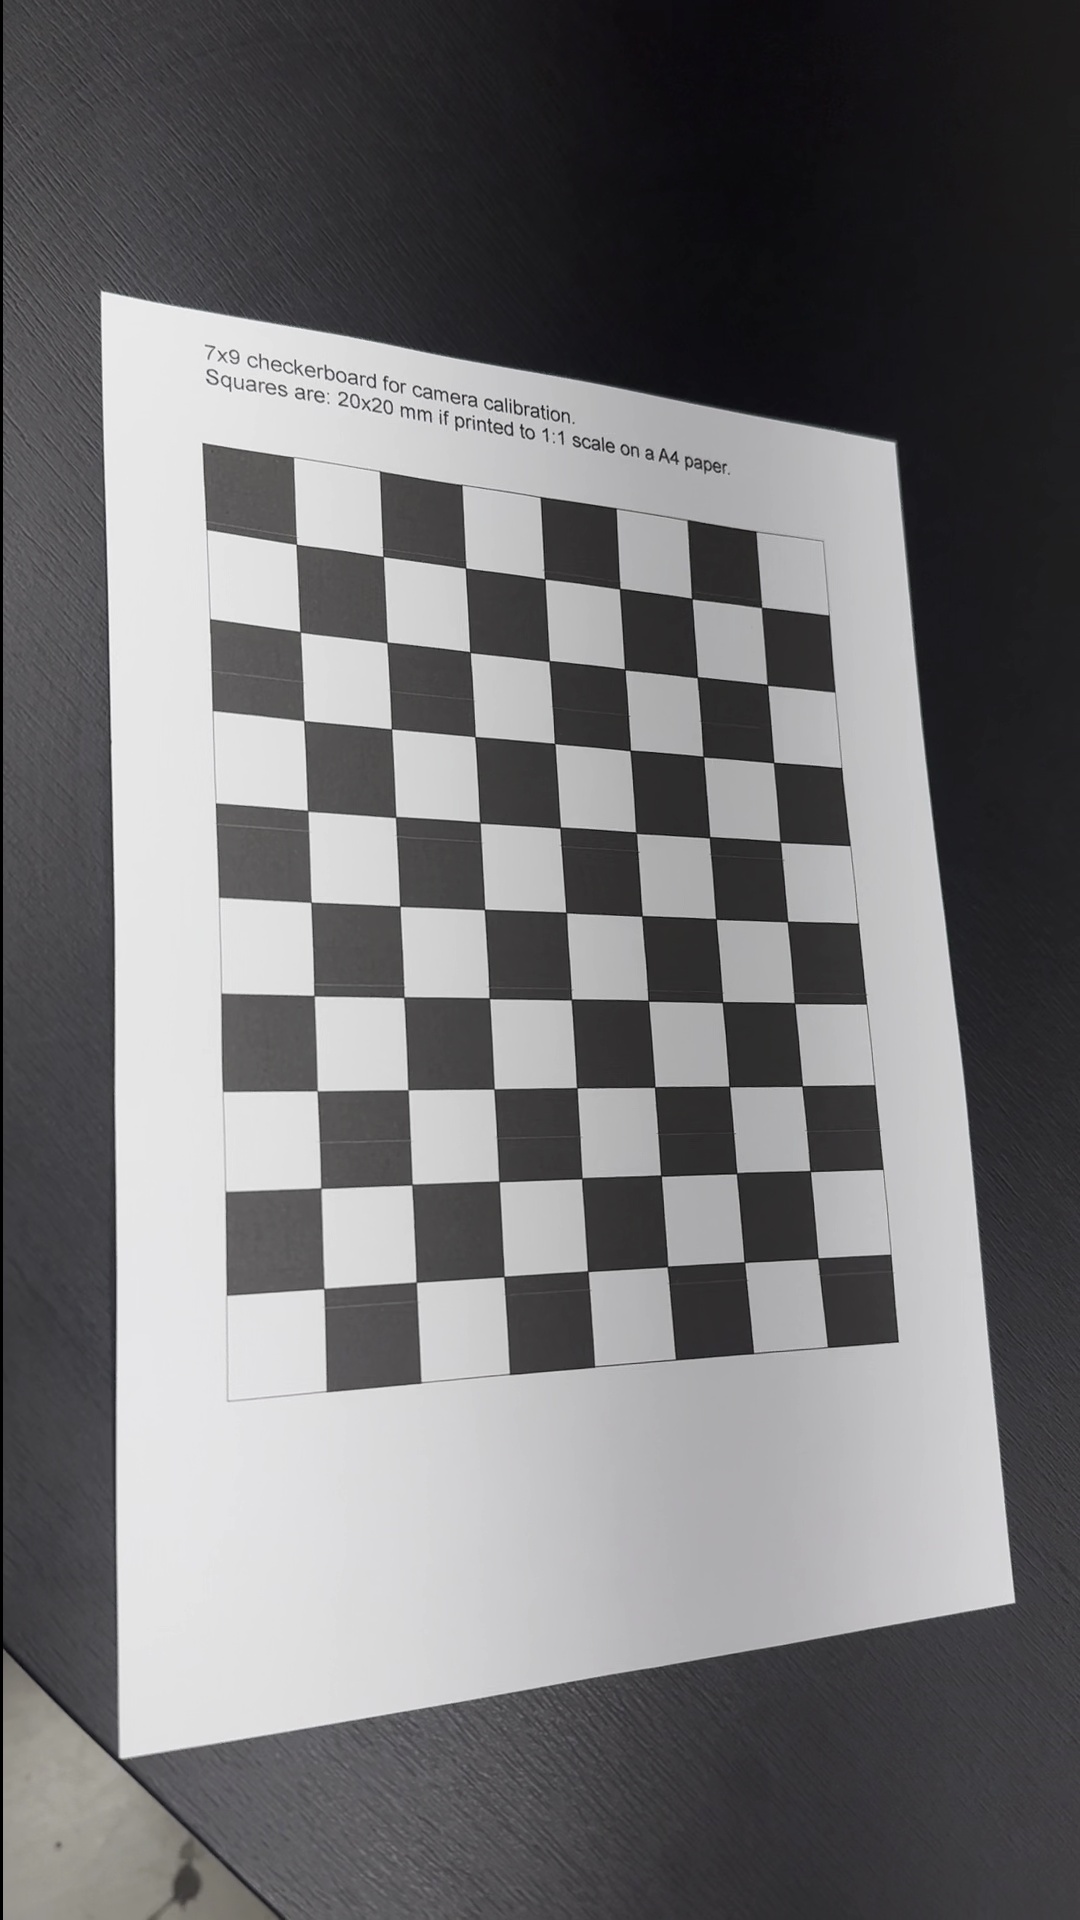 7x9 checkerboard for camera calibration.
Squares are: 20x20 mm if printed to 1:1 scale on a A4 paper.